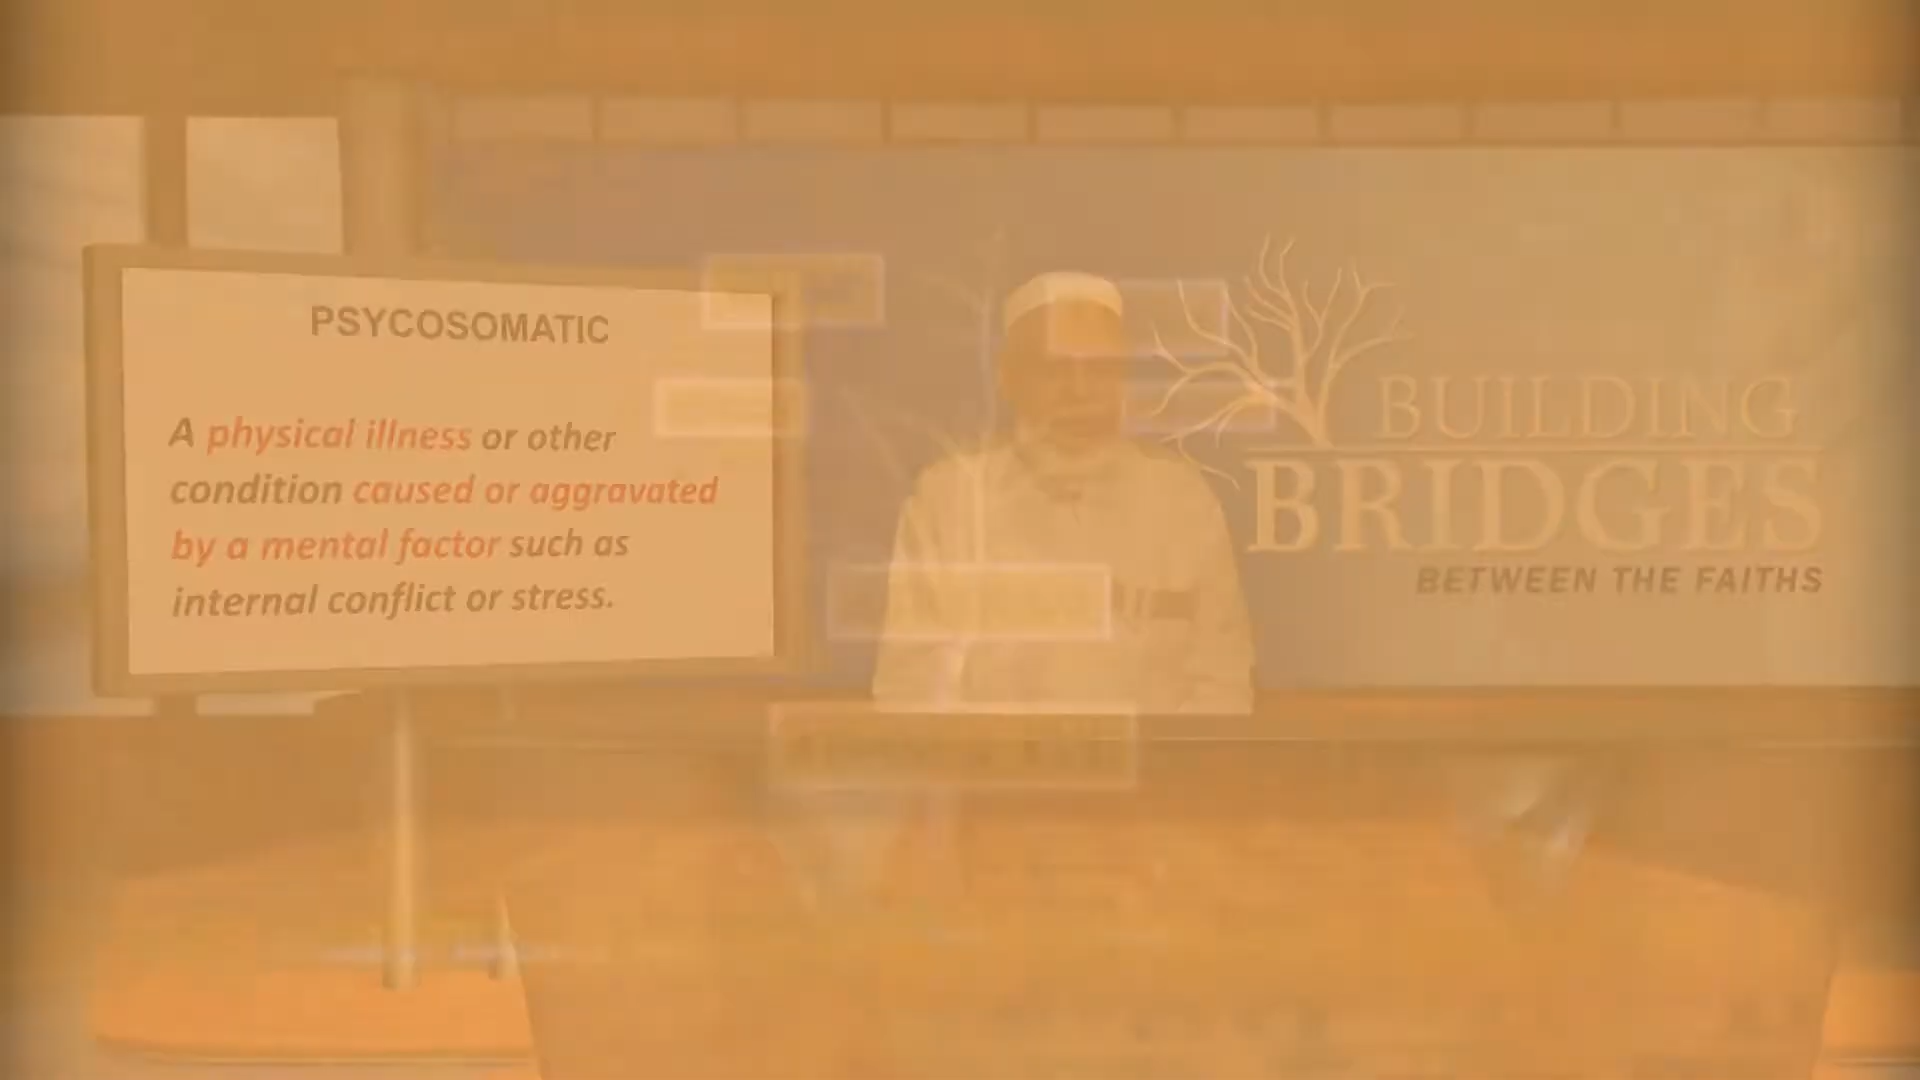 PSYCOSOMATIC
A physical illness or other
condition caused or aggravated
by a mental factor such as
internal conflict or stress.
BUILDING
BRIDGES
BETWEEN THE FAITHS